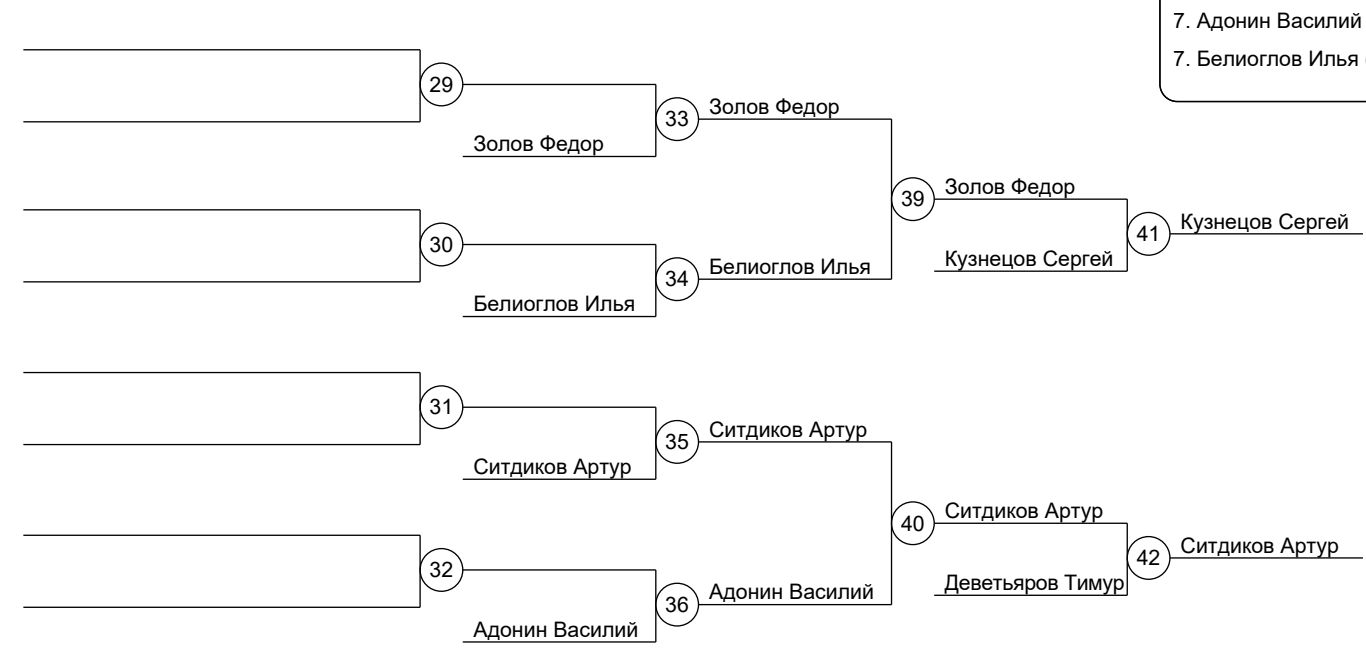 7. Адонин Василий
7. Белиоглов Илья
29
33
Золов Федор
Золов Федор
39
Золов Федор
41
Кузнецов Сергей
Кузнецов Сергей
30
34
Белиоглов Илья
Белиоглов Илья
31
35
Ситдиков Артур
Ситдиков Артур
40
Ситдиков Артур
42
Ситдиков Артур
Деветьяров Тимур
32
36
Адонин Василий
Адонин Василий